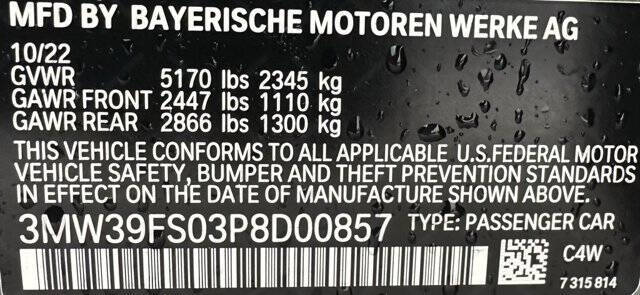 MFD BY BAYERISCHE MOTOREN WERKE AG
10/22
GVWR 5170 lbs 2345 kg
GAWR FRONT 2447 lbs 1110 kg
GAWR REAR 2866 lbs 1300 kg
THIS VEHICLE CONFORMS TO ALL APPLICABLE U.S.FEDERAL MOTOR
VEHICLE SAFETY, BUMPER AND THEFT PREVENTION STANDARDS
IN EFFECT ON THE DATE OF MANUFACTURE SHOWN ABOVE.
3MW39FS03P8D00857 TYPE: PASSENGER CAR
C4W
7 315 814